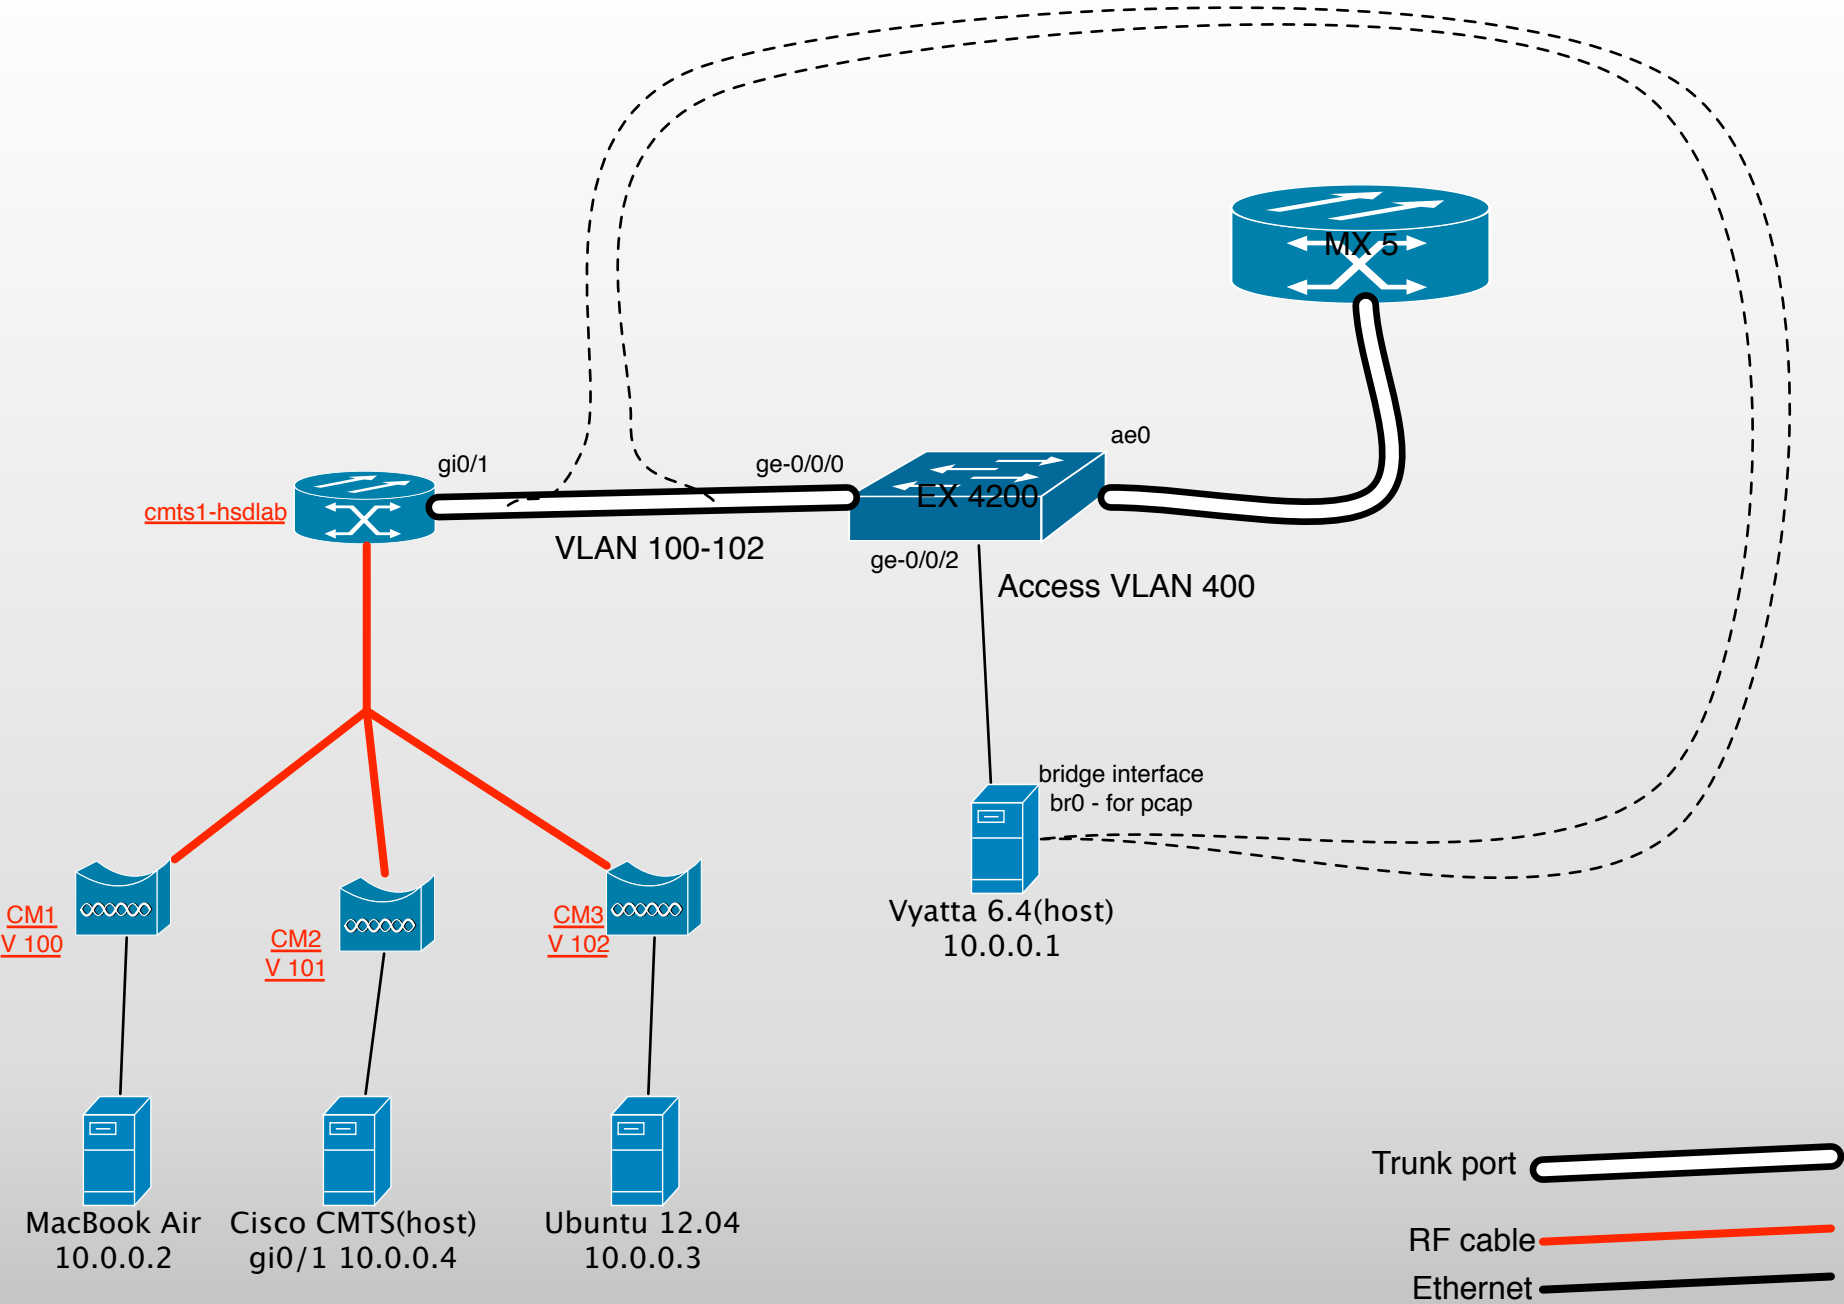 MX 5
ae0
gi0/1
ge-0/0/0
EX 4200
cmts1-hsdlab
VLAN 100-102
ge-0/0/2
Access VLAN 400
bridge interface
br0 - for pcap
Vyatta 6.4(host)
10.0.0.1
CM1
V 100
CM2
V 101
CM3
V 102
MacBook Air
10.0.0.2
Cisco CMTS(host)
gi0/1 10.0.0.4
Ubuntu 12.04
10.0.0.3
Trunk port
RF cable
Ethernet